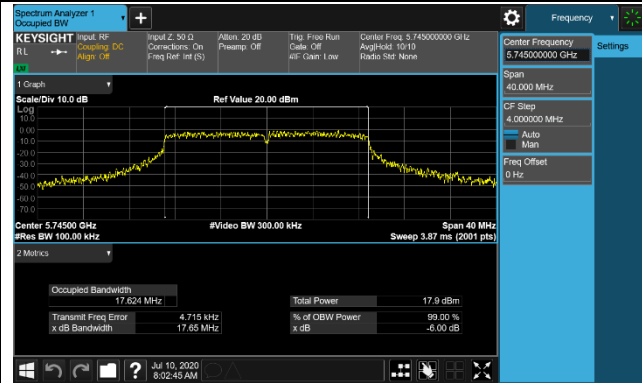 Spectrum Analyzer 1
Occupied BW
Frequency
KEYSIGHT
RL
Input: RF
Coupling: DC
Align: Off
Input Z: 50 Ω
Corrections: On
Freq Ref: Int (S)
Atten: 20 dB
Preamp: Off
Trig: Free Run
Gate: Off
#IF Gain: Low
Center Freq: 5.745000000 GHz
Avg|Hold: 10/10
Radio Std: None
Center Frequency
5.745000000 GHz
Settings
Span
40.000 MHz
CF Step
4.000000 MHz
Auto
Man
Freq Offset
0 Hz
1 Graph
Scale/Div 10.0 dB
Ref Value 20.00 dBm
Log
10.0
0.00
-10.0
-20.0
-30.0
-40.0
-50.0
-60.0
-70.0
Center 5.74500 GHz
#Video BW 300.00 kHz
Span 40 MHz
#Res BW 100.00 kHz
Sweep 3.87 ms (2001 pts)
2 Metrics
Occupied Bandwidth
17.624 MHz
Total Power
17.9 dBm
Transmit Freq Error
4.715 kHz
% of OBW Power
99.00 %
x dB Bandwidth
17.65 MHz
x dB
-6.00 dB
Jul 10, 2020
8:02:45 AM